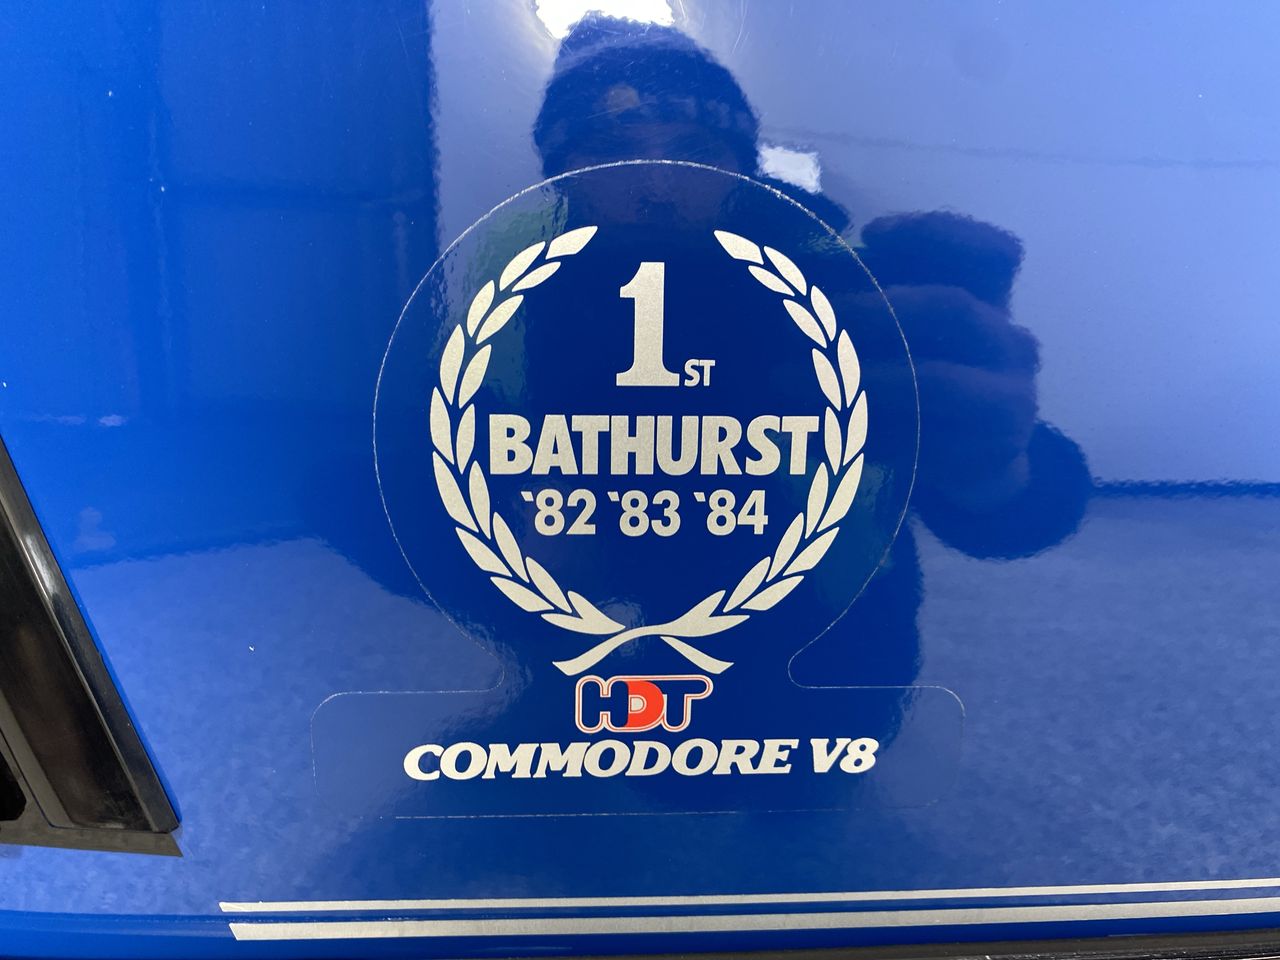 1ST
BATHURST
‛82 ‛83 ‛84
HDT
COMMODORE V8